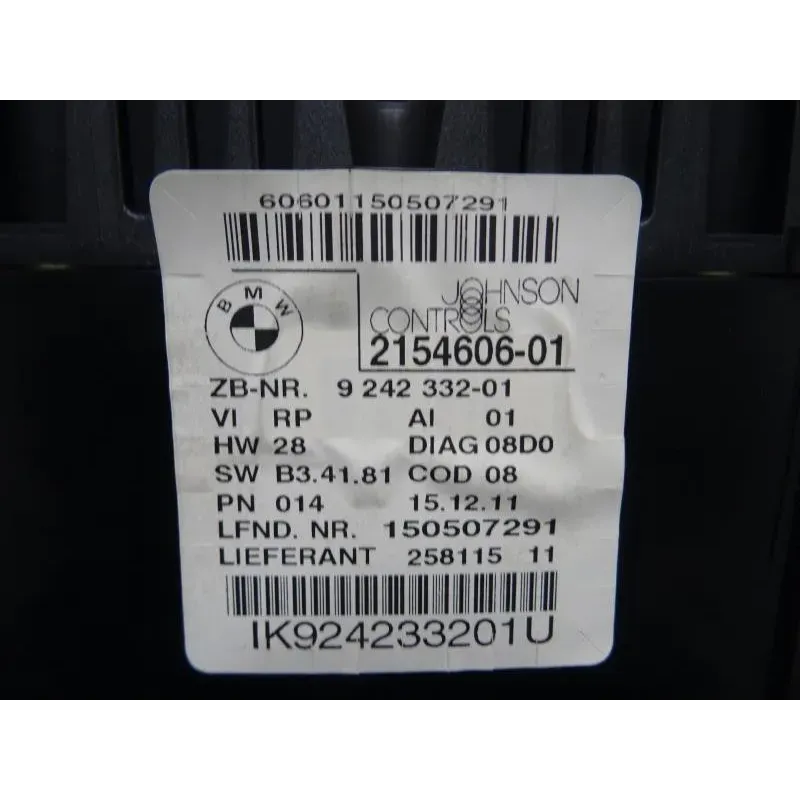 60601150507291
BMW
JOHNSON
CONTROLS
2154606-01
ZB-NR. 9 242 332-01
VI RP AI 01
HW 28 DIAG 08D0
SW B3.41.81 COD 08
PN 014 15.12.11
LFND. NR. 150507291
LIEFERANT 258115 11
IK924233201U